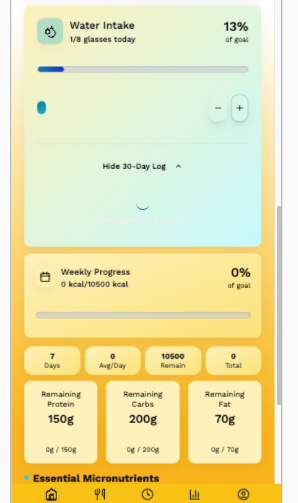 Water Intake
13%
1/8 glasses today
of goal
− +
Hide 30-Day Log
Weekly Progress
0%
0 kcal/10500 kcal
of goal
7 0 10500 0
Days Avg/Day Remain Total
Remaining Remaining Remaining
Protein Carbs Fat
150g 200g 70g
0g / 150g 0g / 200g 0g / 70g
Essential Micronutrients